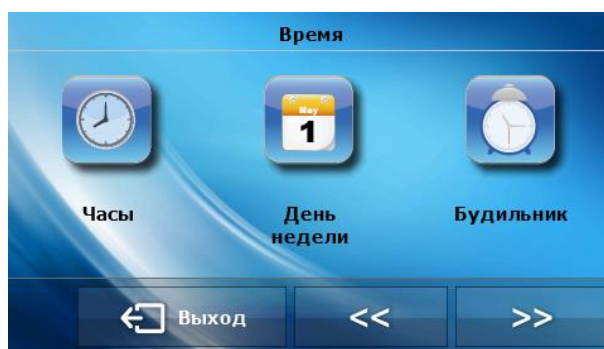 Время
May
1
Часы
День
недели
Будильник
Выход
<<
>>